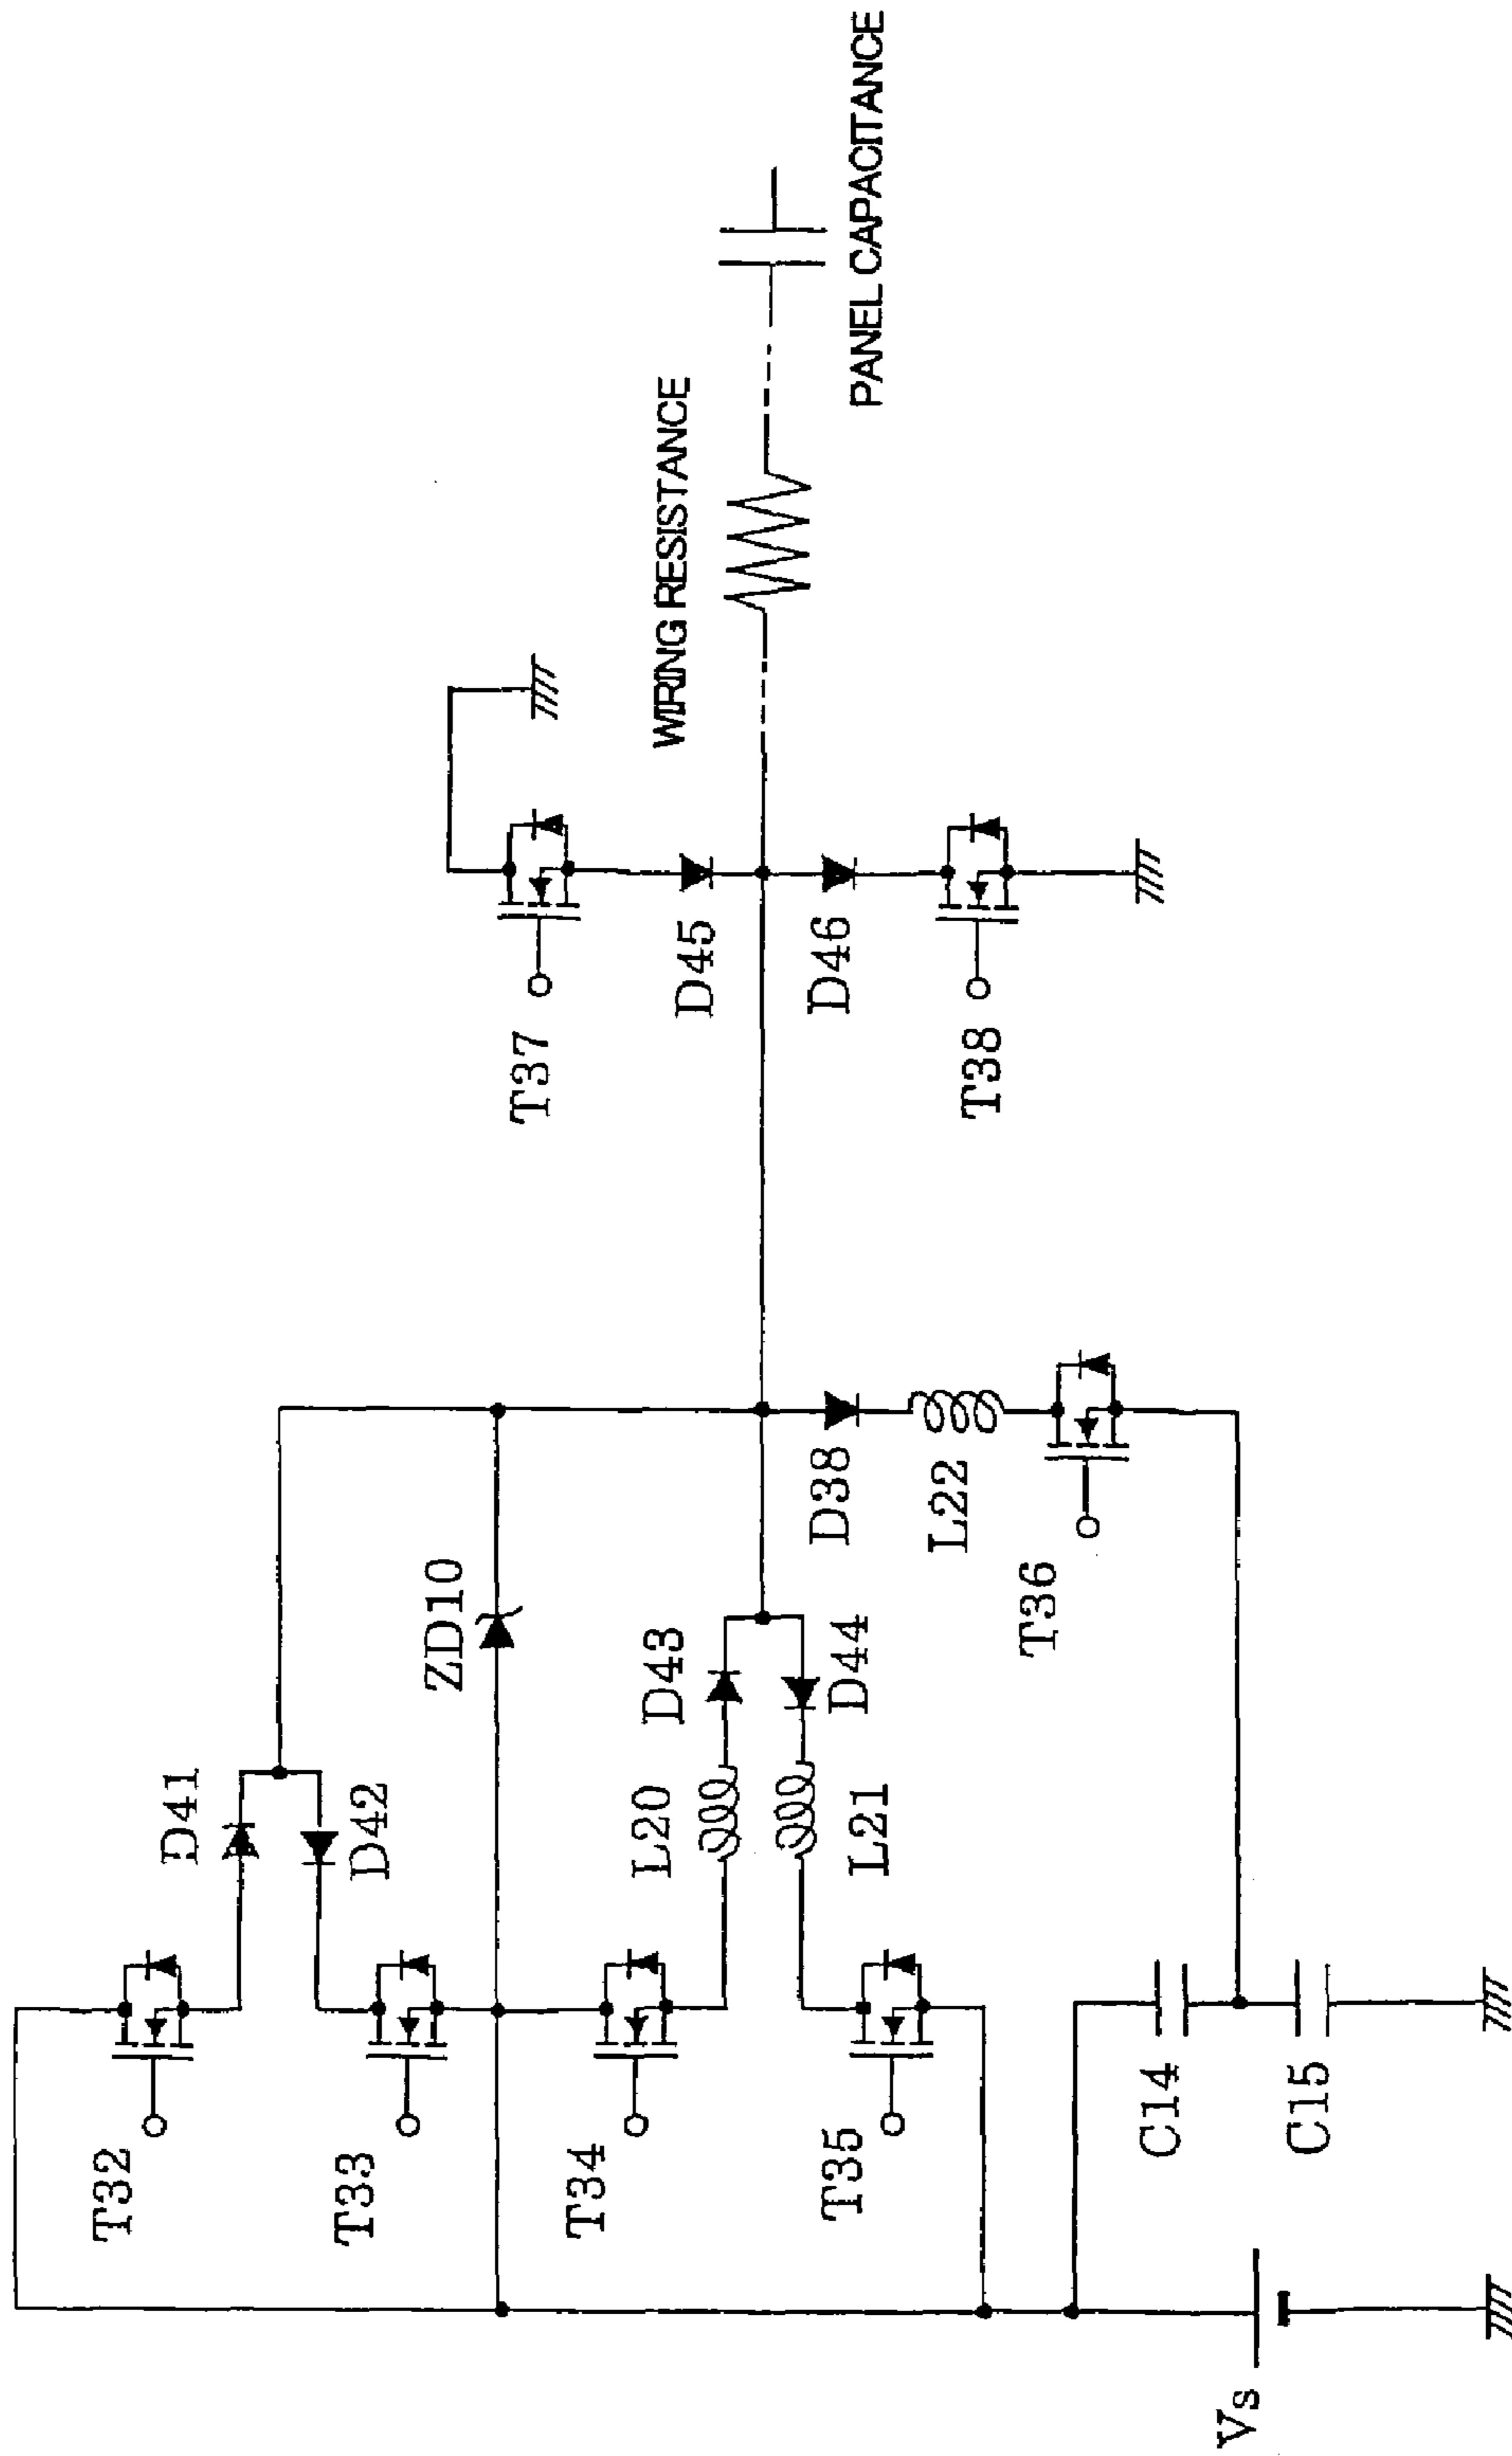 T32
D41
D42
T33
ZD10
T34
L20
D43
T35
L21
D44
D38
L22
T36
Vs
C14
C15
T37
D45
D46
T38
WIRING RESISTANCE
PANEL CAPACITANCE